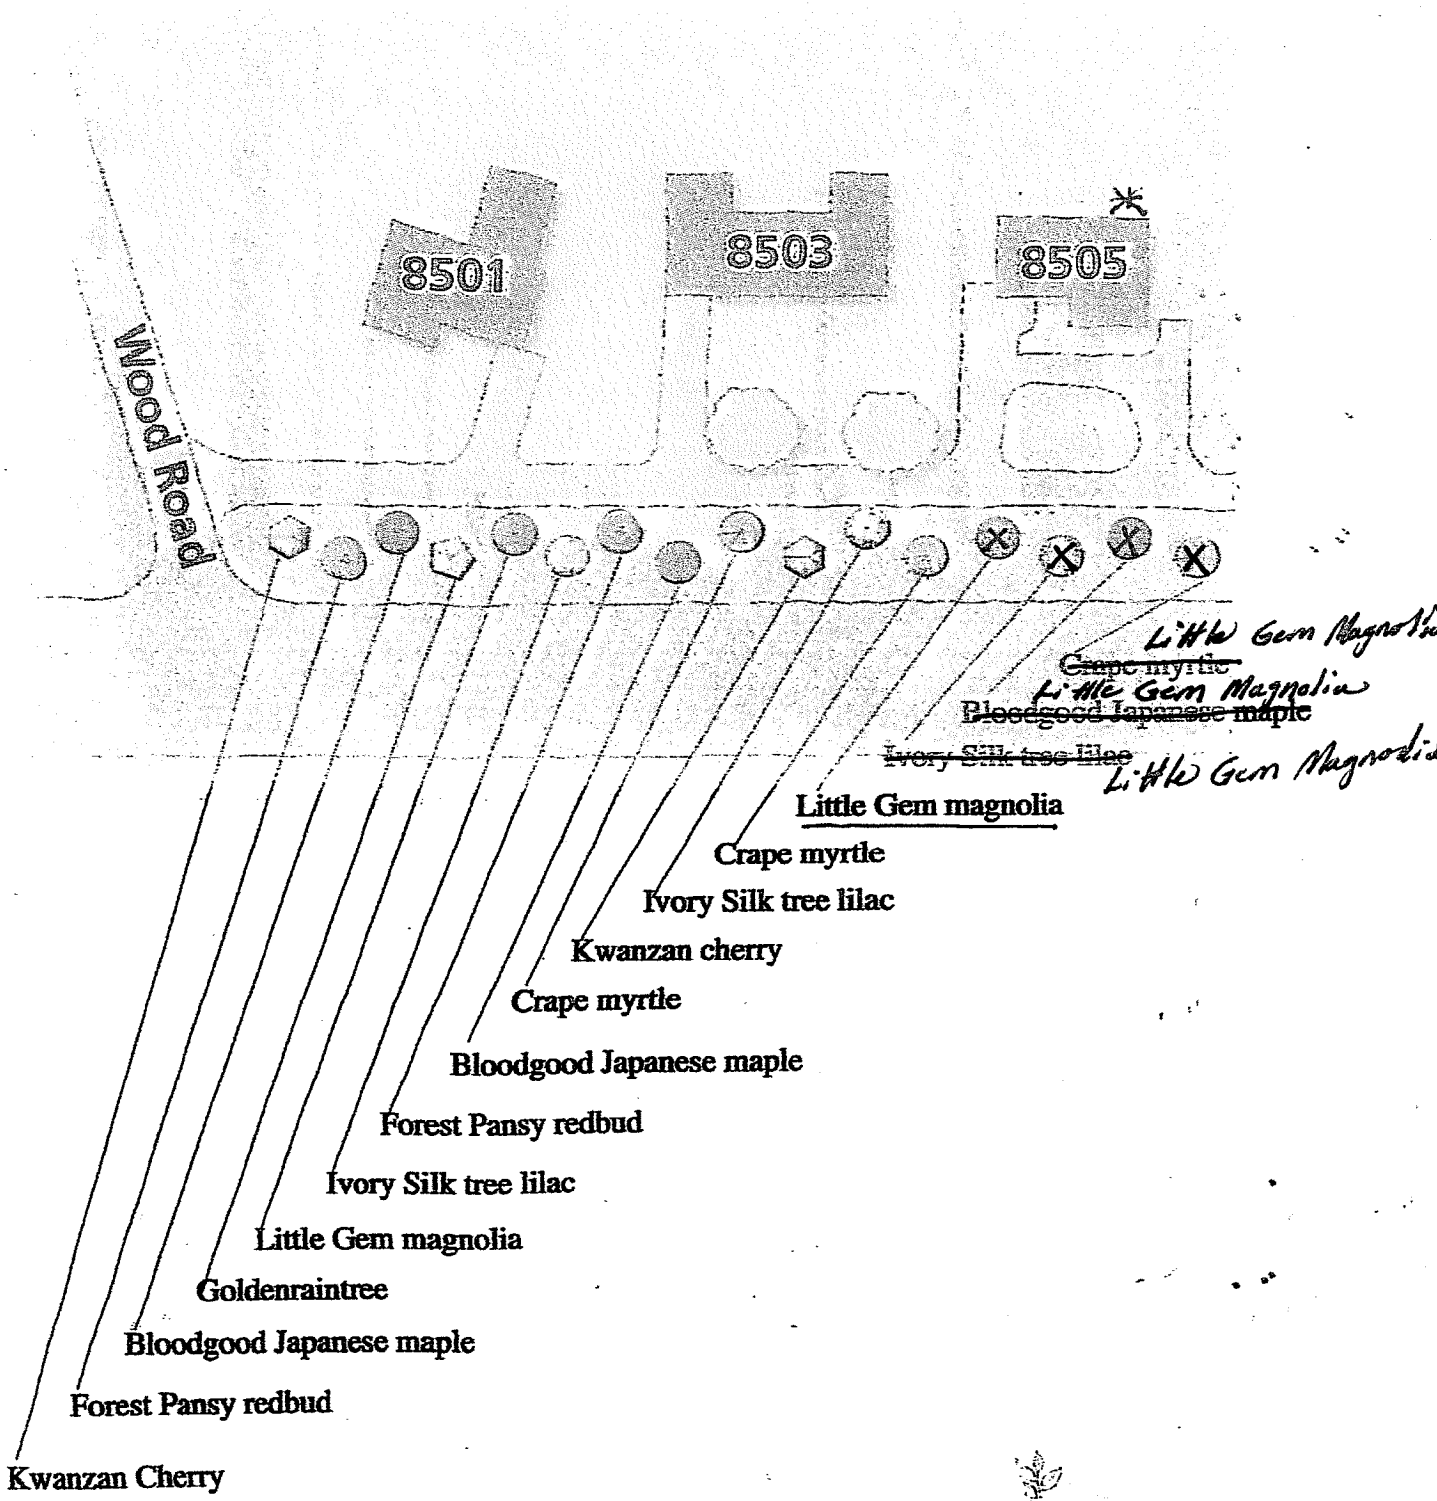 8501
8503
8505
Wood Road
Little Gem Magnolia
Crape myrtle
Little Gem Magnolia
Bloodgood Japanese maple
Ivory Silk tree lilac
Little Gem Magnolia
Little Gem magnolia
Crape myrtle
Ivory Silk tree lilac
Kwanzan cherry
Crape myrtle
Bloodgood Japanese maple
Forest Pansy redbud
Ivory Silk tree lilac
Little Gem magnolia
Goldenraintree
Bloodgood Japanese maple
Forest Pansy redbud
Kwanzan Cherry